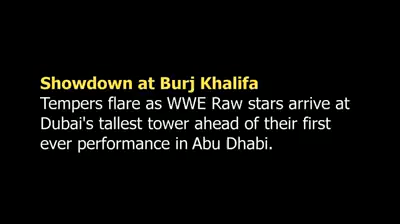 Showdown at Burj Khalifa
Tempers flare as WWE Raw stars arrive at
Dubai's tallest tower ahead of their first
ever performance in Abu Dhabi.